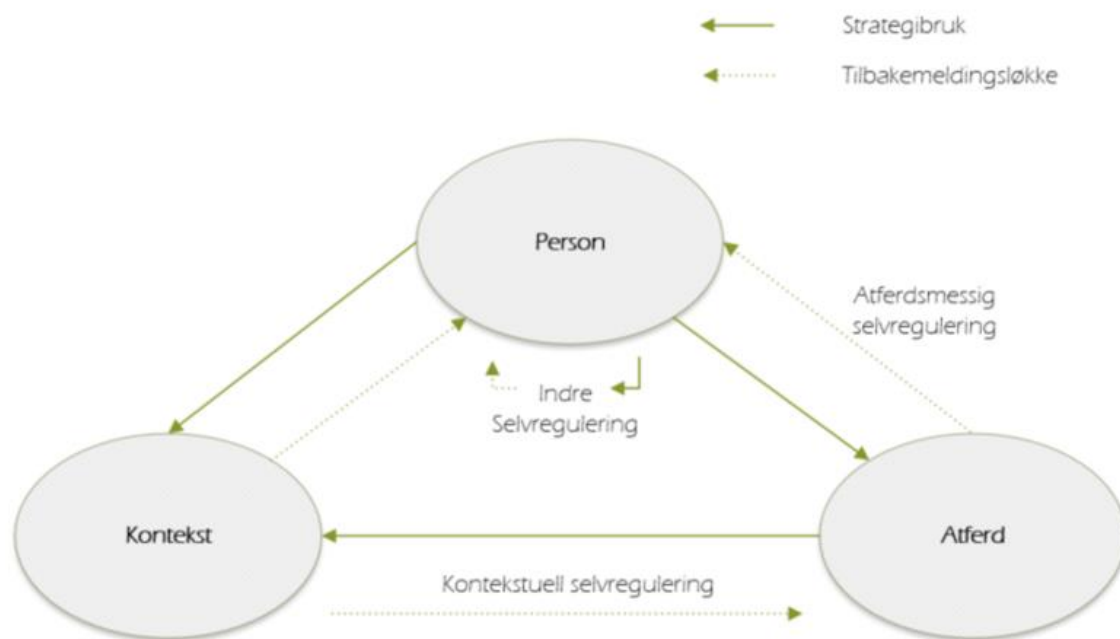 Strategibruk
Tilbakemeldingsløkke
Person
Atferdsmessig
selvregulering
Indre
Selvregulering
Kontekst
Atferd
Kontekstuell selvregulering